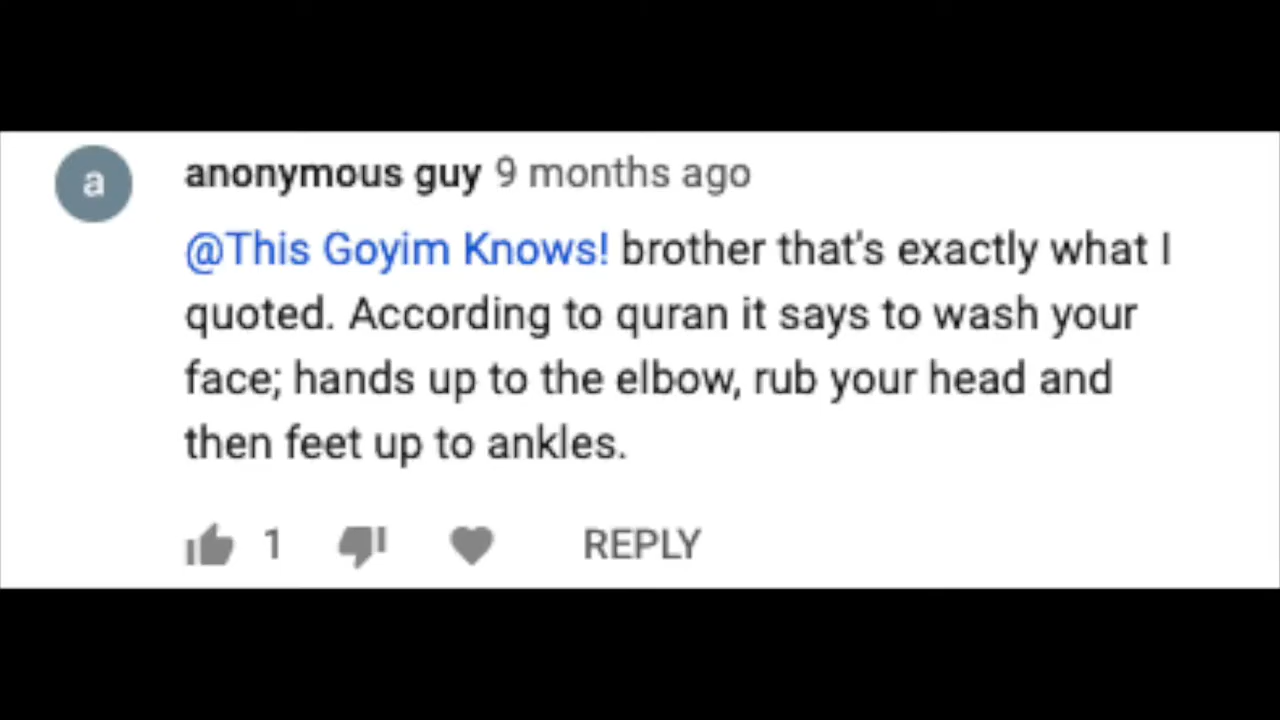 a
anonymous guy 9 months ago
@This Goyim Knows! brother that's exactly what I
quoted. According to quran it says to wash your
face; hands up to the elbow, rub your head and
then feet up to ankles.
1 REPLY